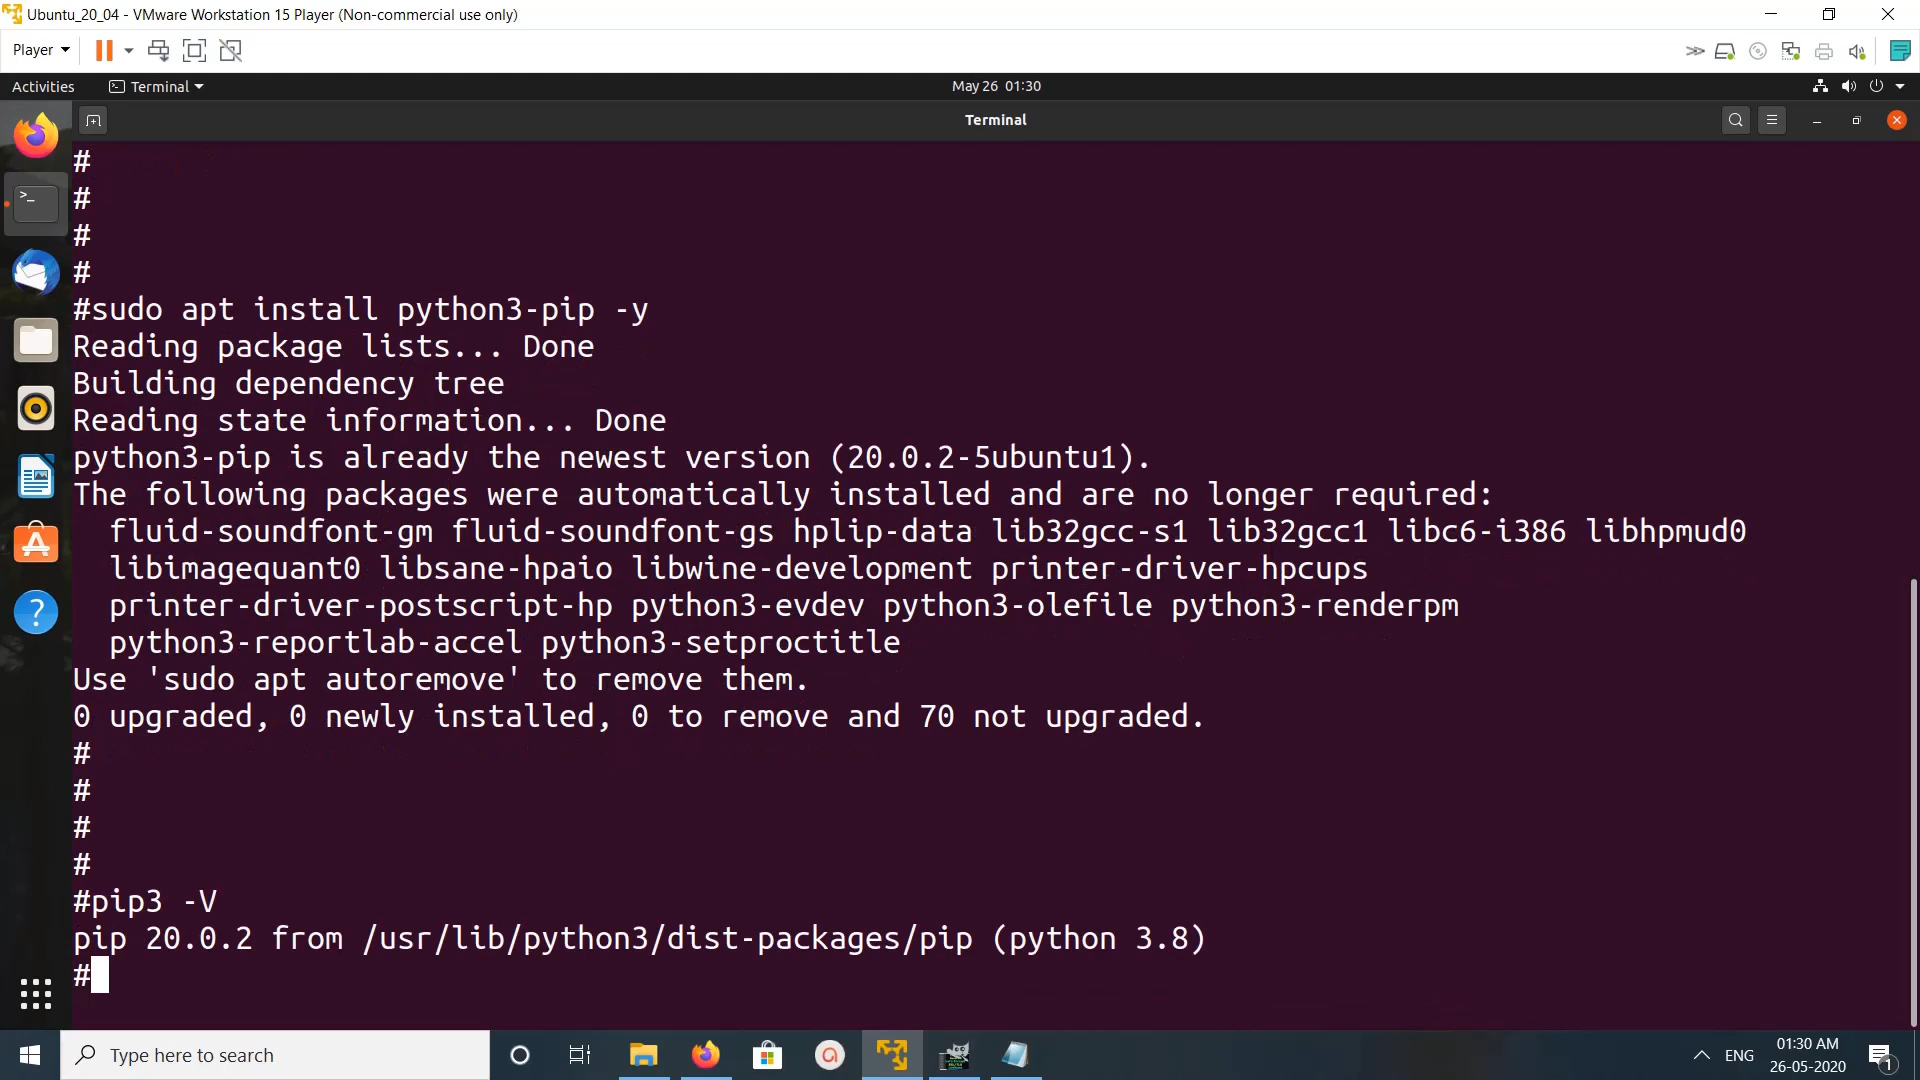 Ubuntu_20_04 - VMware Workstation 15 Player (Non-commercial use only)
Player
Activities
Terminal
May 26 01:30
Terminal
#
#
#
#
#sudo apt install python3-pip -y
Reading package lists... Done
Building dependency tree
Reading state information... Done
python3-pip is already the newest version (20.0.2-5ubuntu1).
The following packages were automatically installed and are no longer required:
fluid-soundfont-gm fluid-soundfont-gs hplip-data lib32gcc-s1 lib32gcc1 libc6-i386 libhpmud0
libimagequant0 libsane-hpaio libwine-development printer-driver-hpcups
printer-driver-postscript-hp python3-evdev python3-olefile python3-renderpm
python3-reportlab-accel python3-setproctitle
Use 'sudo apt autoremove' to remove them.
0 upgraded, 0 newly installed, 0 to remove and 70 not upgraded.
#
#
#
#
#pip3 -V
pip 20.0.2 from /usr/lib/python3/dist-packages/pip (python 3.8)
#
Type here to search
ENG
01:30 AM
26-05-2020
1